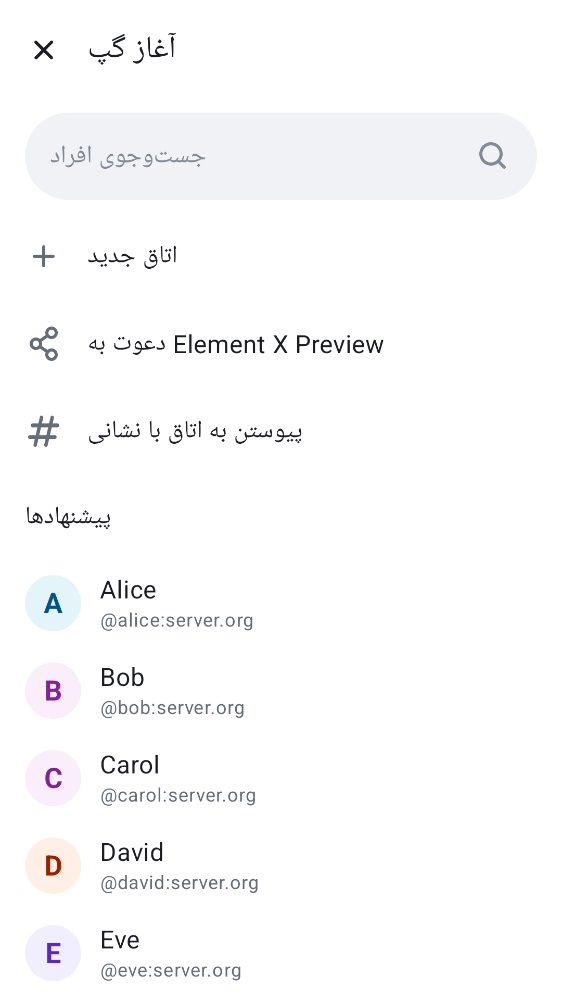 آغاز گپ
جست‌وجوی افراد
اتاق جدید
دعوت به Element X Preview
پیوستن به اتاق با نشانی
پیشنهادها
A
Alice
@alice:server.org
B
Bob
@bob:server.org
C
Carol
@carol:server.org
D
David
@david:server.org
E
Eve
@eve:server.org